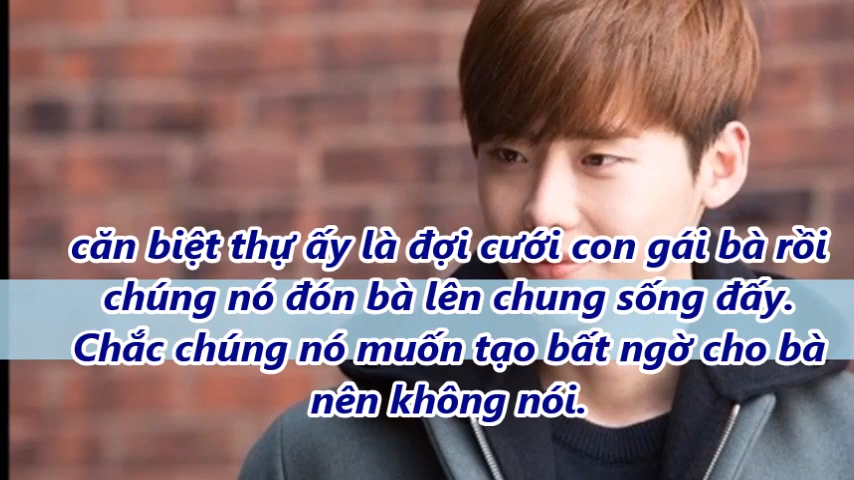 căn biệt thự ấy là đợi cưới con gái bà rồi
chúng nó đón bà lên chung sống đấy.
Chắc chúng nó muốn tạo bất ngờ cho bà
nên không nói.